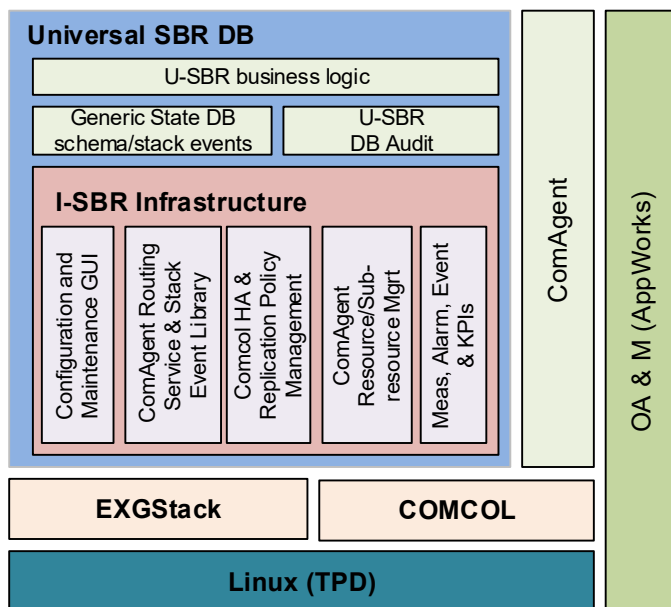 Universal SBR DB
U-SBR business logic
Generic State DB
schema/stack events
U-SBR
DB Audit
I-SBR Infrastructure
Configuration and
Maintenance GUI
ComAgent Routing
Service & Stack
Event Library
Comcol HA &
Replication Policy
Management
ComAgent
Resource/Sub-
resource Mgrt
Meas, Alarm, Event
& KPIs
ComAgent
OA & M (AppWorks)
EXGStack
COMCOL
Linux (TPD)